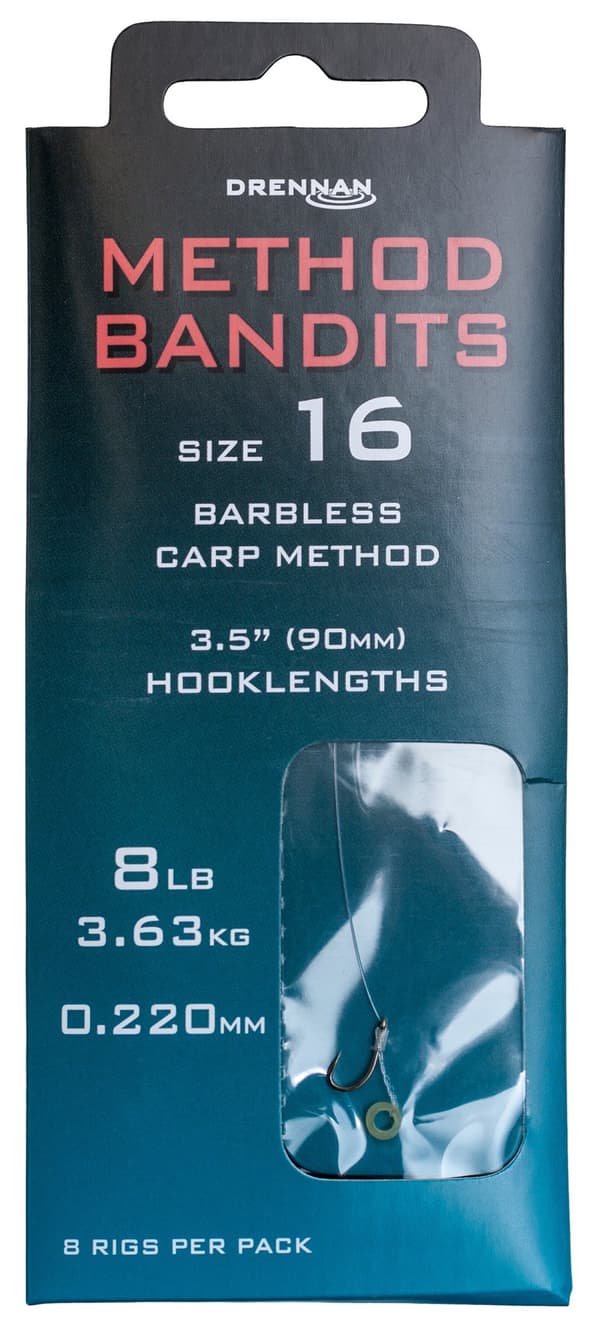 DRENNAN
METHOD
BANDITS
SIZE 16
BARBLESS
CARP METHOD
3.5” (90MM)
HOOKLENGTHS
8LB
3.63KG
0.220MM
8 RIGS PER PACK